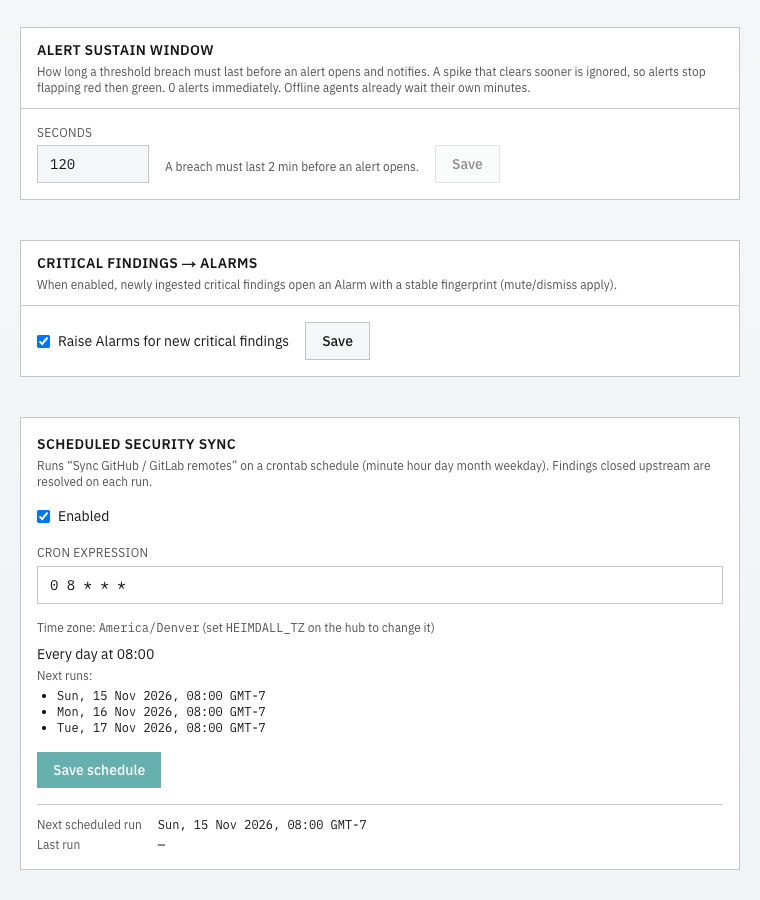 ALERT SUSTAIN WINDOW
How long a threshold breach must last before an alert opens and notifies. A spike that clears sooner is ignored, so alerts stop
flapping red then green. 0 alerts immediately. Offline agents already wait their own minutes.
SECONDS
120
A breach must last 2 min before an alert opens.
Save
CRITICAL FINDINGS → ALARMS
When enabled, newly ingested critical findings open an Alarm with a stable fingerprint (mute/dismiss apply).
Raise Alarms for new critical findings
Save
SCHEDULED SECURITY SYNC
Runs “Sync GitHub / GitLab remotes” on a crontab schedule (minute hour day month weekday). Findings closed upstream are
resolved on each run.
Enabled
CRON EXPRESSION
0 8 * * *
Time zone: America/Denver (set HEIMDALL_TZ on the hub to change it)
Every day at 08:00
Next runs:
Sun, 15 Nov 2026, 08:00 GMT-7
Mon, 16 Nov 2026, 08:00 GMT-7
Tue, 17 Nov 2026, 08:00 GMT-7
Save schedule
Next scheduled run Sun, 15 Nov 2026, 08:00 GMT-7
Last run —